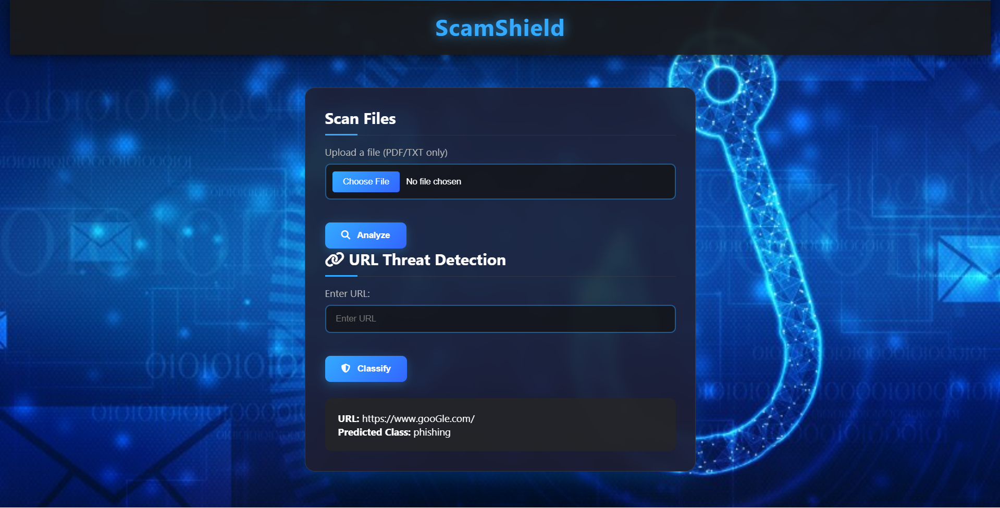 ScamShield
Scan Files
Upload a file (PDF/TXT only)
Choose File No file chosen
Analyze
URL Threat Detection
Enter URL:
Enter URL
Classify
URL: https://www.gooGle.com/
Predicted Class: phishing